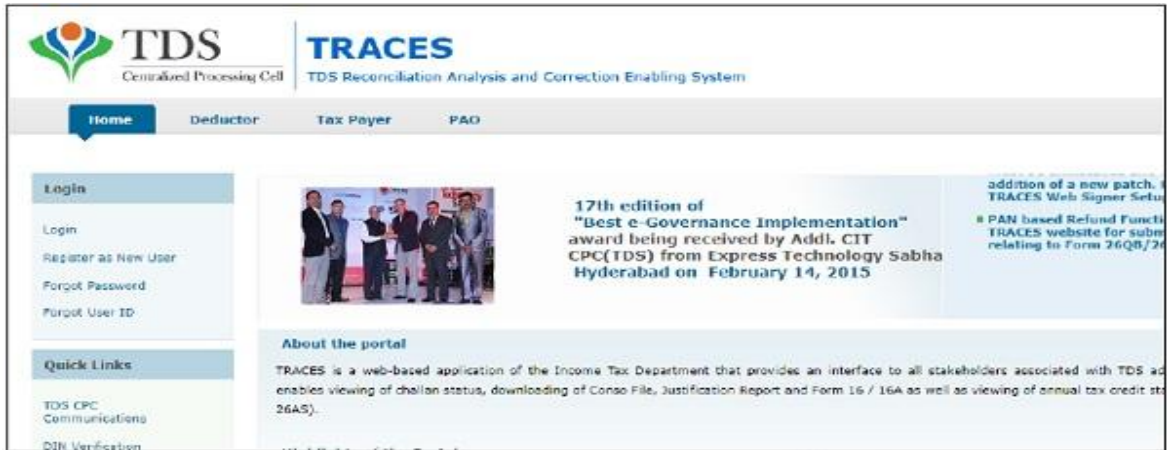 TDS
Centralized Processing Cell
TRACES
TDS Reconciliation Analysis and Correction Enabling System
Home Deductor Tax Payer PAO
Login
Login
Register as New User
Forgot Password
Forgot User ID
Quick Links
TDS CPC
Communications
DIN Verification
17th edition of
"Best e-Governance Implementation"
award being received by Addl. CIT
CPC(TDS) from Express Technology Sabha
Hyderabad on February 14, 2015
addition of a new patch.
TRACES Web Signer Setu
PAN based Refund Functi
TRACES website for subm
relating to Form 26QB/26
About the portal
TRACES is a web-based application of the Income Tax Department that provides an interface to all stakeholders associated with TDS ad
enables viewing of challan status, downloading of Conso File, Justification Report and Form 16 / 16A as well as viewing of annual tax credit sta
26AS).